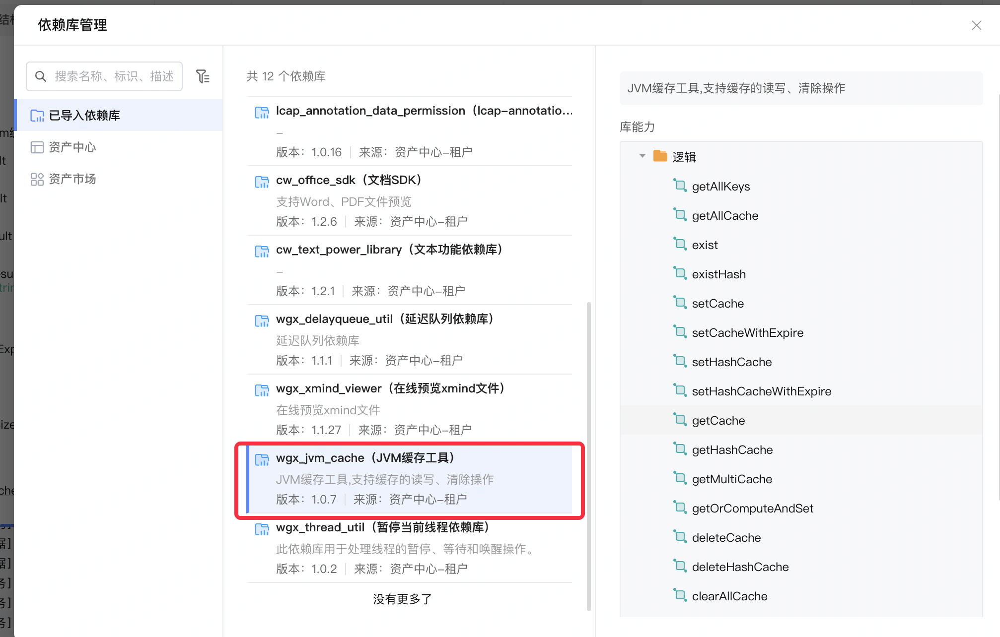 依赖库管理
搜索名称、标识、描述
已导入依赖库
资产中心
资产市场
共 12 个依赖库
lcap_annotation_data_permission（lcap-annotatio...
–
版本：1.0.16 | 来源：资产中心-租户
cw_office_sdk（文档SDK）
支持Word、PDF文件预览
版本：1.2.6 | 来源：资产中心-租户
cw_text_power_library（文本功能依赖库）
–
版本：1.2.1 | 来源：资产中心-租户
wgx_delayqueue_util（延迟队列依赖库）
延迟队列依赖库
版本：1.1.1 | 来源：资产中心-租户
wgx_xmind_viewer（在线预览xmind文件）
在线预览xmind文件
版本：1.1.27 | 来源：资产中心-租户
wgx_jvm_cache（JVM缓存工具）
JVM缓存工具,支持缓存的读写、清除操作
版本：1.0.7 | 来源：资产中心-租户
wgx_thread_util（暂停当前线程依赖库）
此依赖库用于处理线程的暂停、等待和唤醒操作。
版本：1.0.2 | 来源：资产中心-租户
没有更多了
JVM缓存工具,支持缓存的读写、清除操作
库能力
逻辑
getAllKeys
getAllCache
exist
existHash
setCache
setCacheWithExpire
setHashCache
setHashCacheWithExpire
getCache
getHashCache
getMultiCache
getOrComputeAndSet
deleteCache
deleteHashCache
clearAllCache